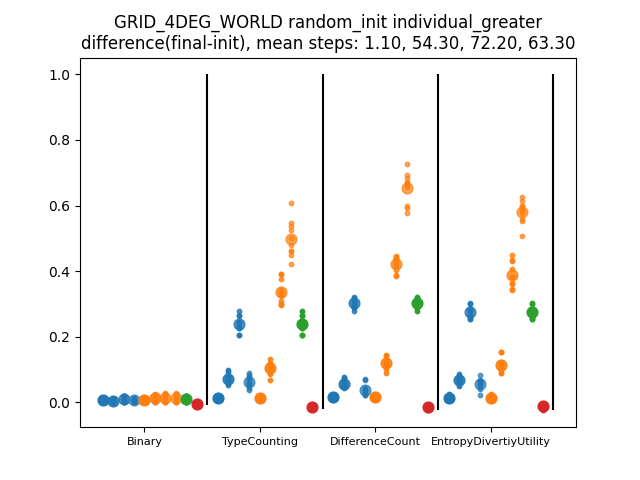 GRID_4DEG_WORLD random_init individual_greater
difference(final-init), mean steps: 1.10, 54.30, 72.20, 63.30
1.0
0.8
0.6
0.4
0.2
0.0
Binary TypeCounting DifferenceCount EntropyDivertiyUtility